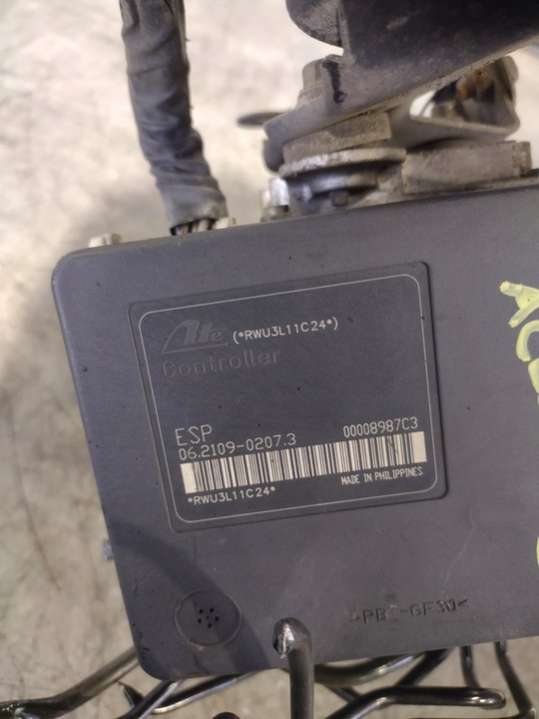 Ate (*RWU3L11C24*)
Controller
ESP
06.2109-0207.3 00008987C3
*RWU3L11C24* MADE IN PHILIPPINES